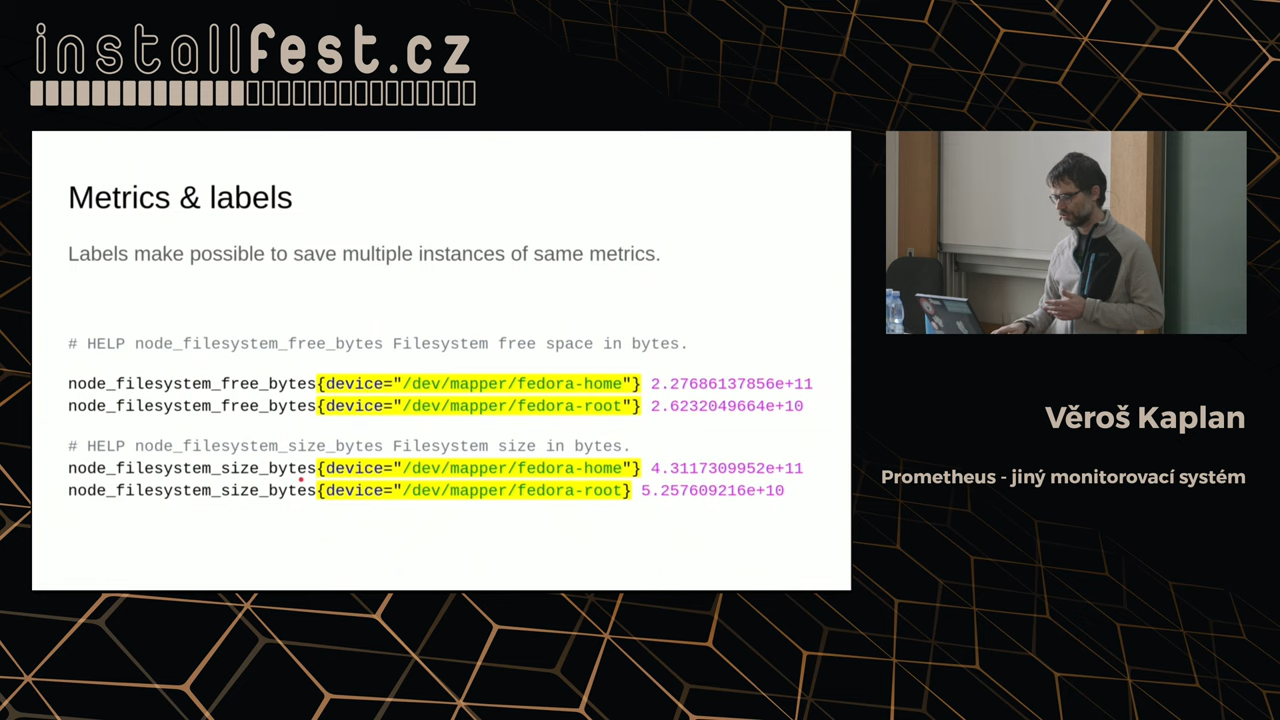 installfest.cz
Metrics & labels
Labels make possible to save multiple instances of same metrics.
# HELP node_filesystem_free_bytes Filesystem free space in bytes.
node_filesystem_free_bytes{device="/dev/mapper/fedora-home"} 2.27686137856e+11
node_filesystem_free_bytes{device="/dev/mapper/fedora-root"} 2.6232049664e+10
# HELP node_filesystem_size_bytes Filesystem size in bytes.
node_filesystem_size_bytes{device="/dev/mapper/fedora-home"} 4.3117309952e+11
node_filesystem_size_bytes{device="/dev/mapper/fedora-root} 5.257609216e+10
Věroš Kaplan
Prometheus - jiný monitorovací systém